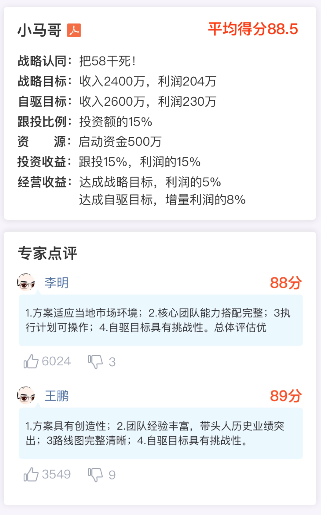 小马哥
平均得分88.5
战略认同：把58干死！
战略目标：收入2400万，利润204万
自驱目标：收入2600万，利润230万
跟投比例：投资额的15%
资 源：启动资金500万
投资收益：跟投15%，利润的15%
经营收益：达成战略目标，利润的5%
达成自驱目标，增量利润的8%
专家点评
李明
88分
1.方案适应当地市场环境；2.核心团队能力搭配完整；3执
行计划可操作；4.自驱目标具有挑战性。总体评估优
6024 3
王鹏
89分
1.方案具有创造性；2.团队经验丰富，带头人历史业绩突
出；3路线图完整清晰；4.自驱目标具有挑战性。
3549 9